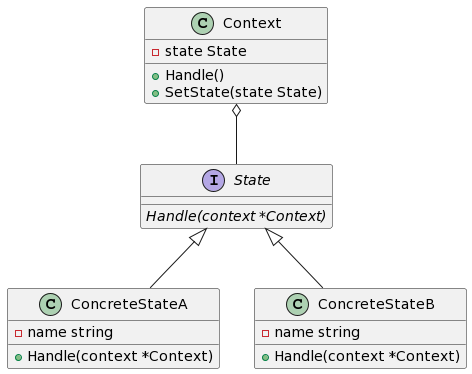 C Context
state State
Handle()
SetState(state State)
I State
Handle(context *Context)
C ConcreteStateA
name string
Handle(context *Context)
C ConcreteStateB
name string
Handle(context *Context)